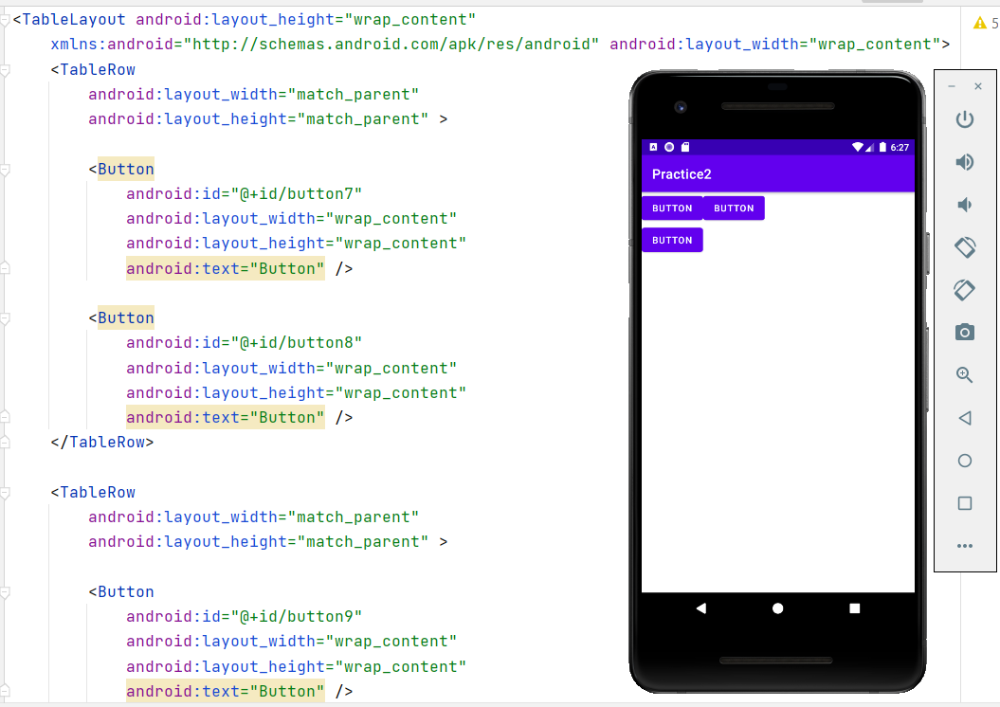 <TableLayout android:layout_height="wrap_content"
xmlns:android="http://schemas.android.com/apk/res/android" android:layout_width="wrap_content">
<TableRow
android:layout_width="match_parent"
android:layout_height="match_parent" >
<Button
android:id="@+id/button7"
android:layout_width="wrap_content"
android:layout_height="wrap_content"
android:text="Button" />
<Button
android:id="@+id/button8"
android:layout_width="wrap_content"
android:layout_height="wrap_content"
android:text="Button" />
</TableRow>
<TableRow
android:layout_width="match_parent"
android:layout_height="match_parent" >
<Button
android:id="@+id/button9"
android:layout_width="wrap_content"
android:layout_height="wrap_content"
android:text="Button" />
5
6:27
Practice2
BUTTON BUTTON
BUTTON